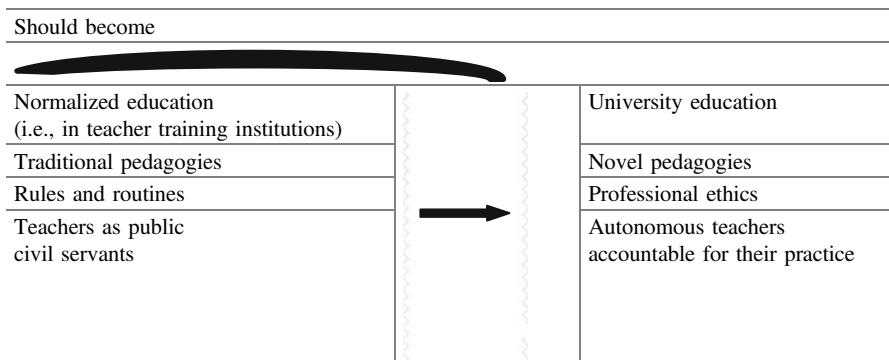 Should become
Normalized education
(i.e., in teacher training institutions)
University education
Traditional pedagogies
Novel pedagogies
Rules and routines
Professional ethics
Teachers as public
civil servants
Autonomous teachers
accountable for their practice